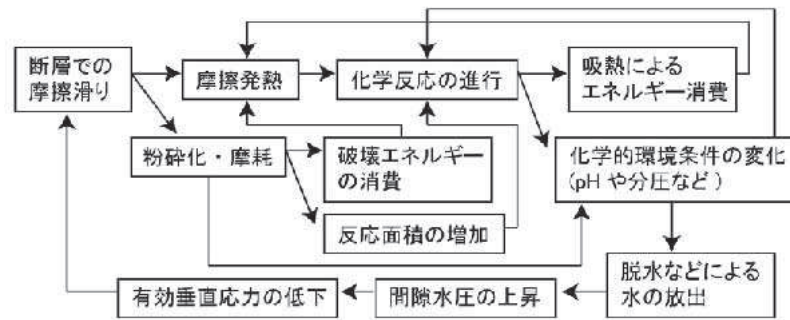 断層での
摩擦滑り
摩擦発熱
化学反応の進行
吸熱による
エネルギー消費
粉砕化・摩耗
破壊エネルギー
の消費
化学的環境条件の変化
(pH や分圧など)
反応面積の増加
脱水などによる
水の放出
間隙水圧の上昇
有効垂直応力の低下